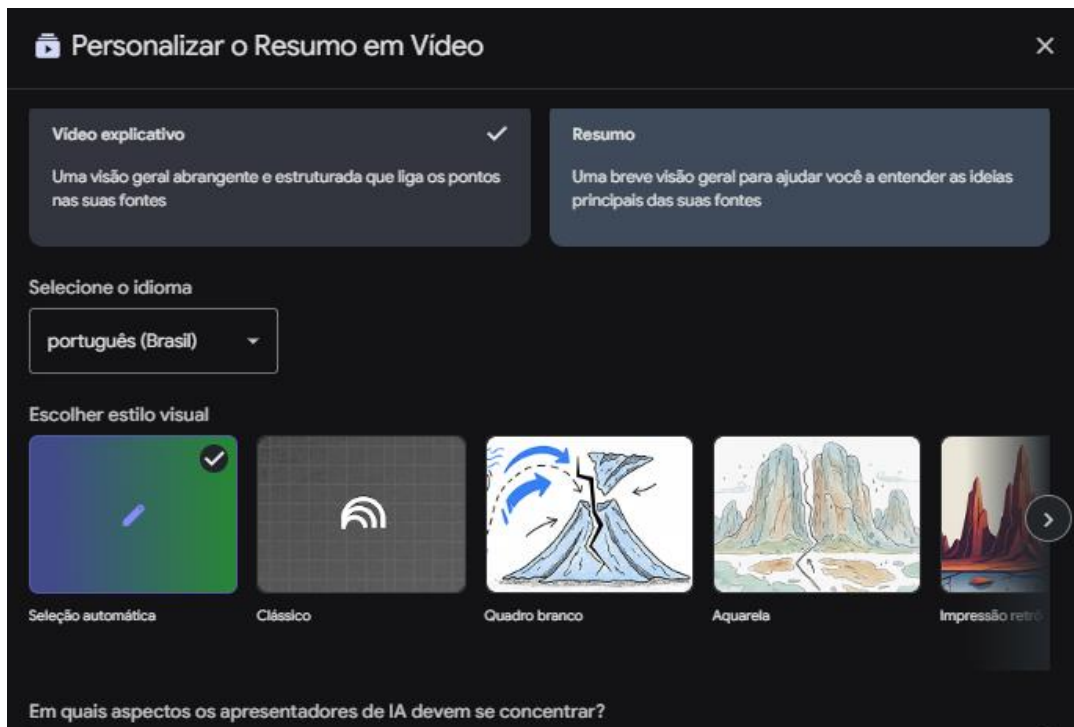 Personalizar o Resumo em Vídeo
Vídeo explicativo
Uma visão geral abrangente e estruturada que liga os pontos
nas suas fontes
Resumo
Uma breve visão geral para ajudar você a entender as ideias
principais das suas fontes
Selecione o idioma
português (Brasil)
Escolher estilo visual
Seleção automática
Clássico
Quadro branco
Aquarela
Impressão retrô
Em quais aspectos os apresentadores de IA devem se concentrar?